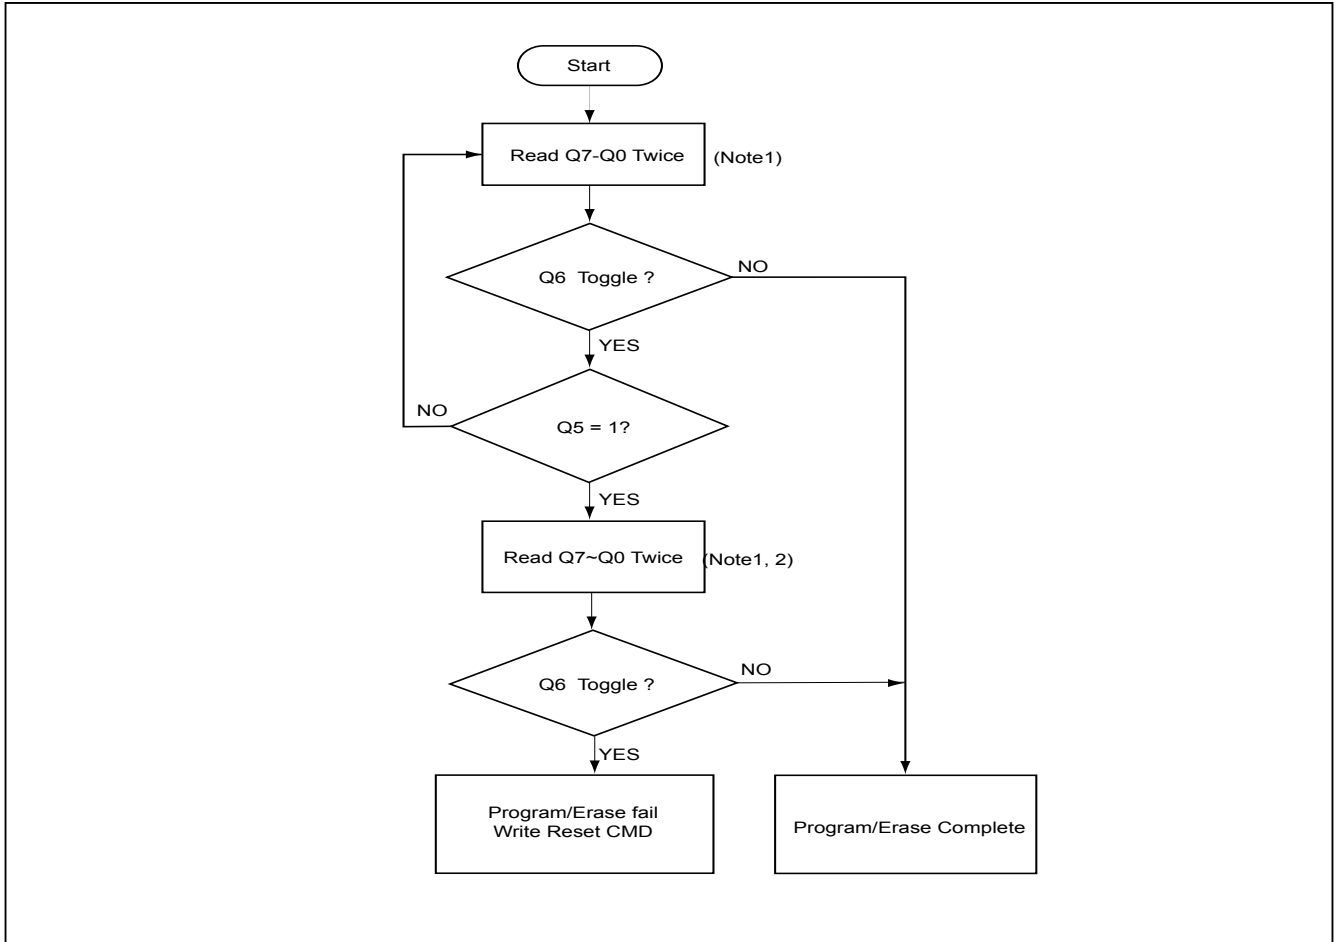 Start
Read Q7-Q0 Twice
(Note1)
Q6  Toggle ?
NO
YES
NO
Q5 = 1?
YES
Read Q7~Q0 Twice
(Note1, 2)
Q6  Toggle ?
NO
YES
Program/Erase fail
Write Reset CMD
Program/Erase Complete